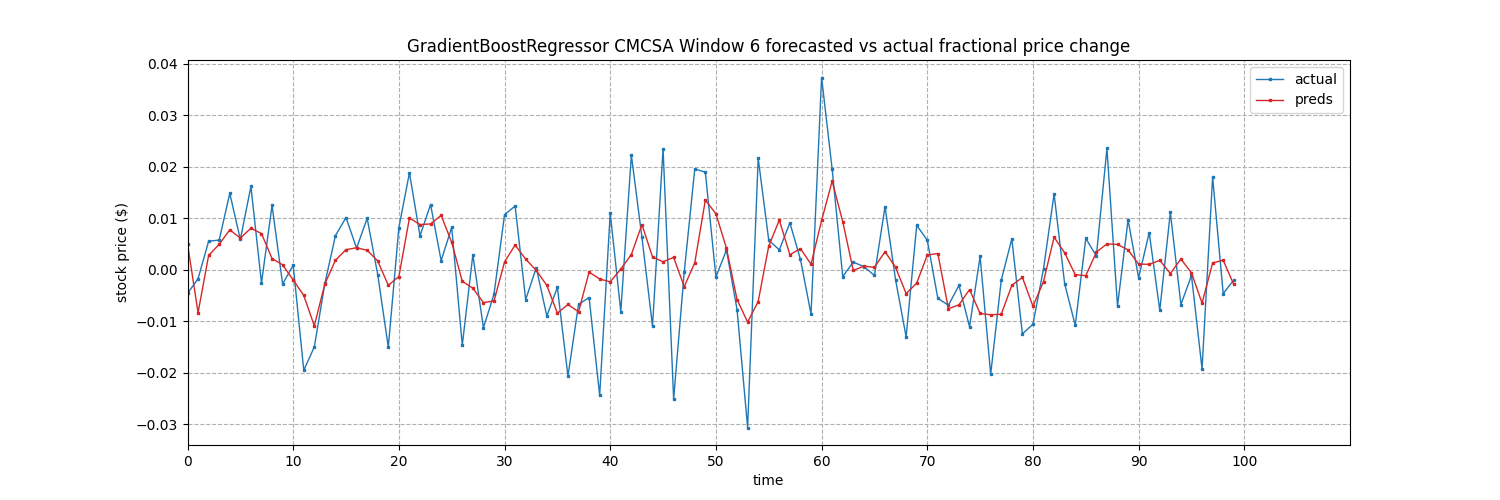 GradientBoostRegressor CMCSA Window 6 forecasted vs actual fractional price change
0.04
0.03
0.02
0.01
0.00
−0.01
−0.02
−0.03
stock price ($)
actual
preds
0 10 20 30 40 50 60 70 80 90 100
time